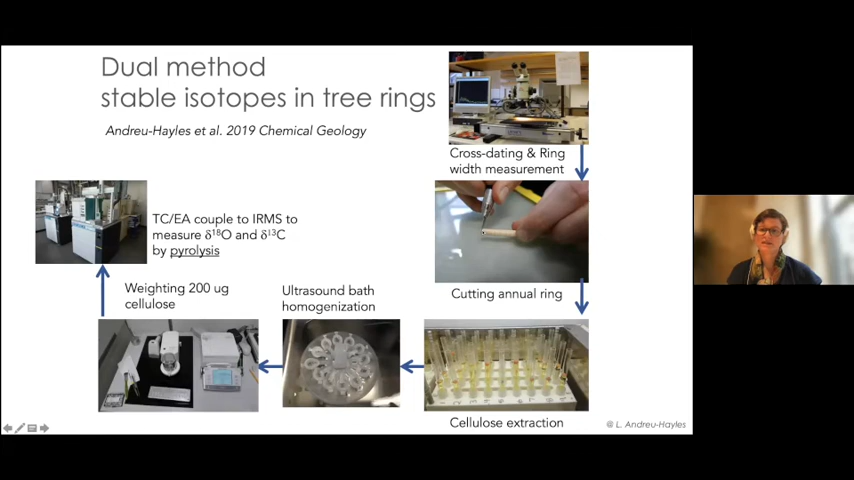 Dual method
stable isotopes in tree rings
Andreu-Hayles et al. 2019 Chemical Geology
Cross-dating & Ring
width measurement
Cutting annual ring
Cellulose extraction
Ultrasound bath
homogenization
Weighting 200 ug
cellulose
TC/EA couple to IRMS to
measure δ¹⁸O and δ¹³C
by pyrolysis
@ L. Andreu-Hayles